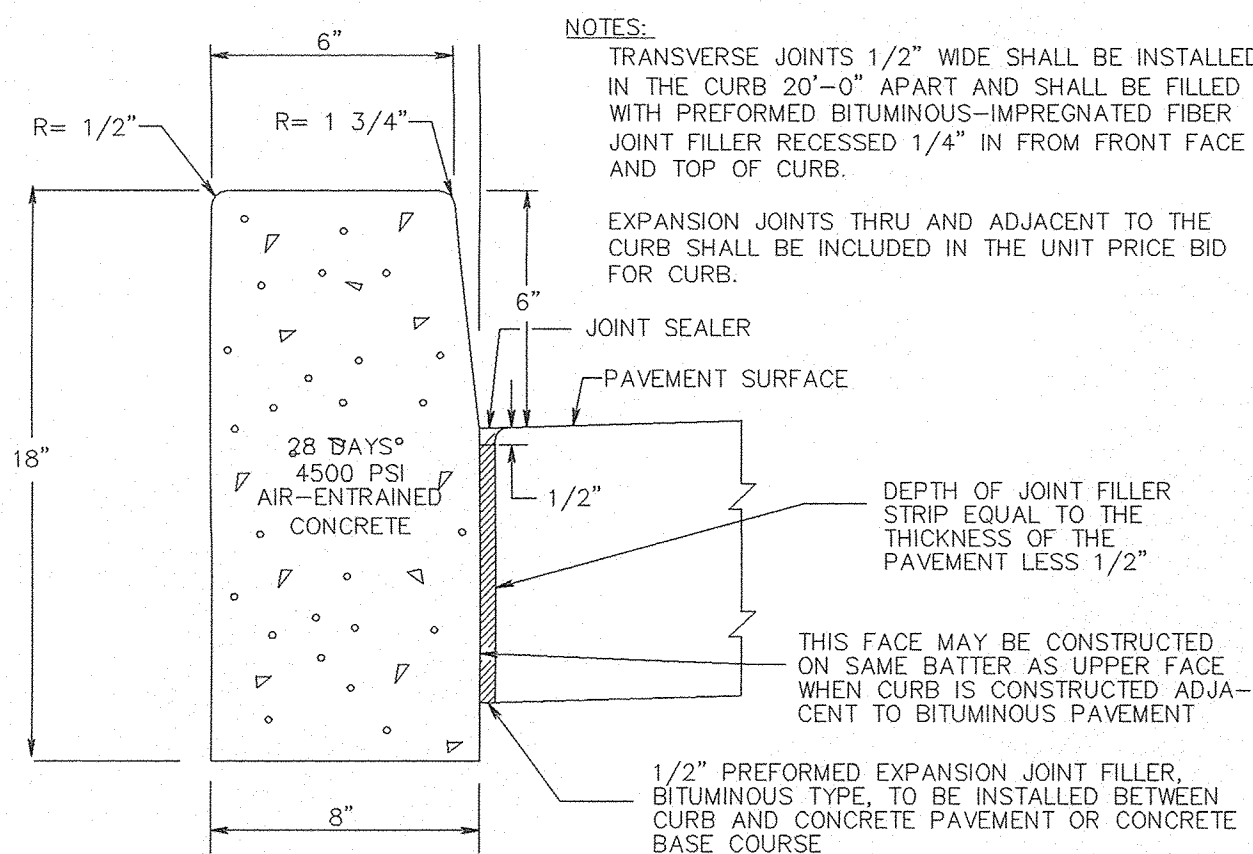 NOTES:
TRANSVERSE JOINTS 1/2" WIDE SHALL BE INSTALLED
IN THE CURB 20'-0" APART AND SHALL BE FILLED
WITH PREFORMED BITUMINOUS-IMPREGNATED FIBER
JOINT FILLER RECESSED 1/4" IN FROM FRONT FACE
AND TOP OF CURB.
EXPANSION JOINTS THRU AND ADJACENT TO THE
CURB SHALL BE INCLUDED IN THE UNIT PRICE BID
FOR CURB.
6"
R= 1/2"
R= 1 3/4"
6"
JOINT SEALER
PAVEMENT SURFACE
18"
28 DAYS
4500 PSI
AIR-ENTRAINED
CONCRETE
1/2"
DEPTH OF JOINT FILLER
STRIP EQUAL TO THE
THICKNESS OF THE
PAVEMENT LESS 1/2"
THIS FACE MAY BE CONSTRUCTED
ON SAME BATTER AS UPPER FACE
WHEN CURB IS CONSTRUCTED ADJA-
CENT TO BITUMINOUS PAVEMENT
8"
1/2" PREFORMED EXPANSION JOINT FILLER,
BITUMINOUS TYPE, TO BE INSTALLED BETWEEN
CURB AND CONCRETE PAVEMENT OR CONCRETE
BASE COURSE